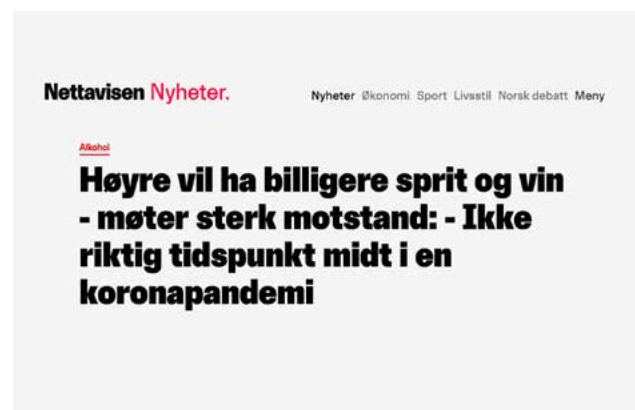 Nettavisen Nyheter.
Nyheter Økonomi Sport Livsstil Norsk debatt Meny
Alkohol
Høyre vil ha billigere sprit og vin
- møter sterk motstand: - Ikke
riktig tidspunkt midt i en
koronapandemi